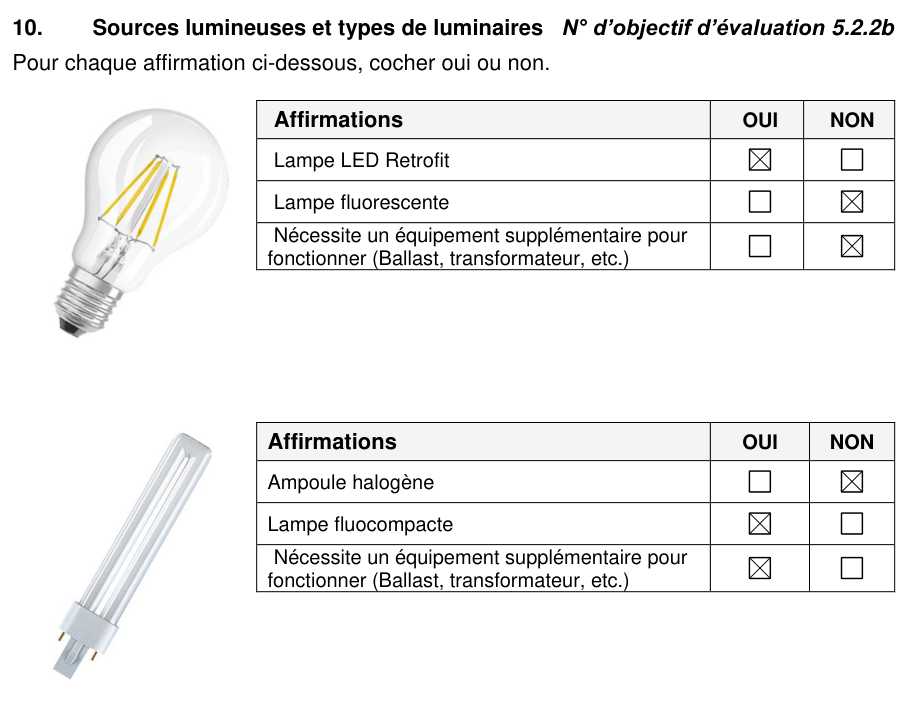 10. Sources lumineuses et types de luminaires N° d’objectif d’évaluation 5.2.2b
Pour chaque affirmation ci-dessous, cocher oui ou non.
Affirmations OUI NON
Lampe LED Retrofit ☒ ☐
Lampe fluorescente ☐ ☒
Nécessite un équipement supplémentaire pour
fonctionner (Ballast, transformateur, etc.) ☐ ☒
Affirmations OUI NON
Ampoule halogène ☐ ☒
Lampe fluocompacte ☒ ☐
Nécessite un équipement supplémentaire pour
fonctionner (Ballast, transformateur, etc.) ☒ ☐